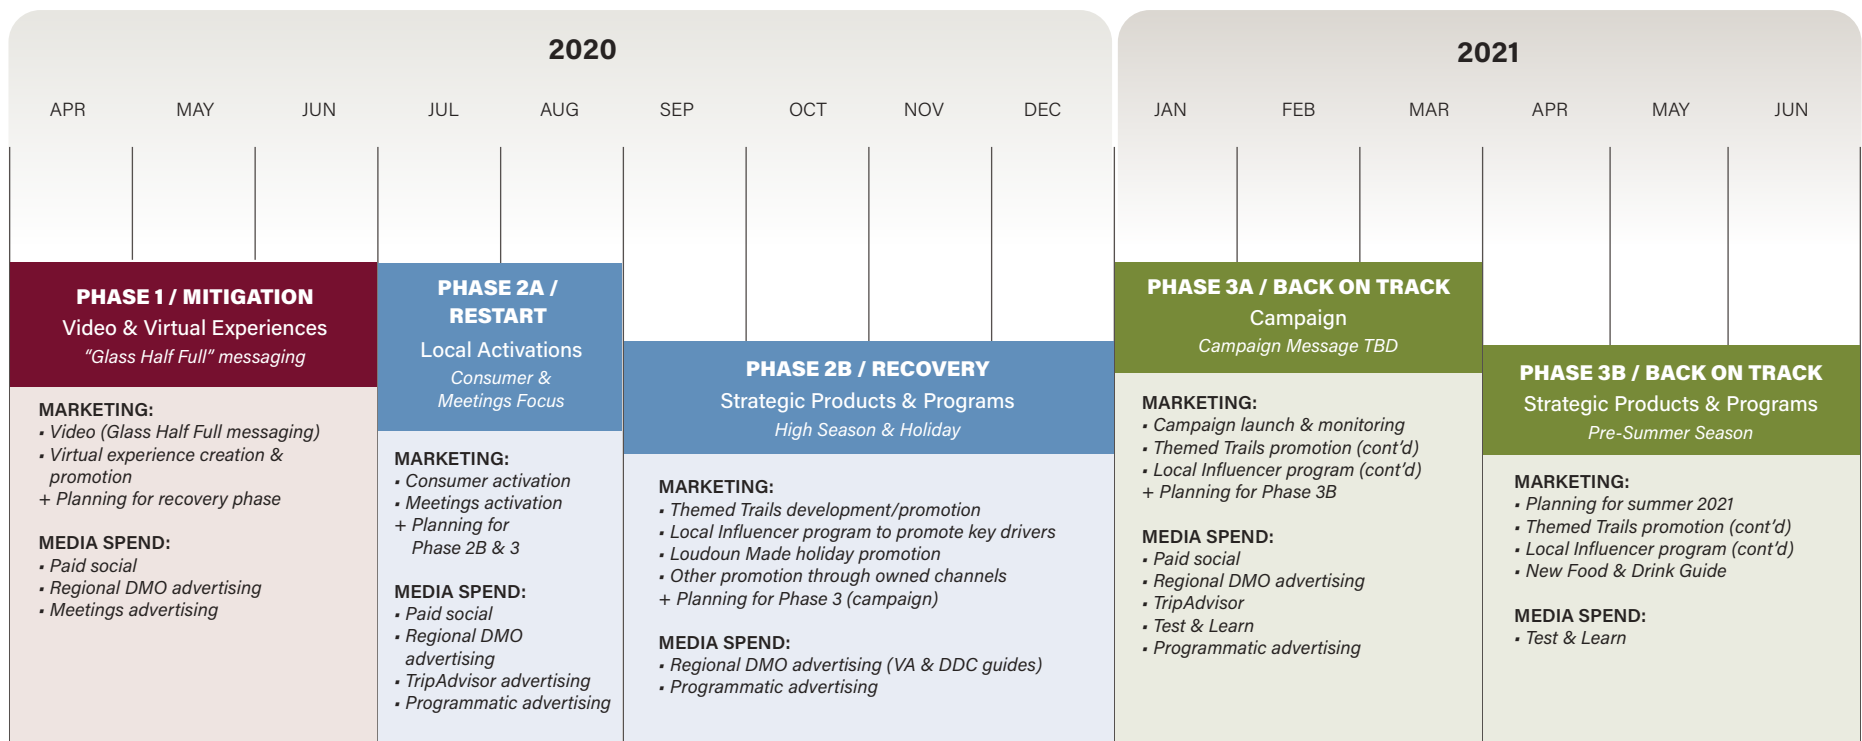 2020
APR MAY JUN JUL AUG SEP OCT NOV DEC
2021
JAN FEB MAR APR MAY JUN
PHASE 1 / MITIGATION
Video & Virtual Experiences
“Glass Half Full” messaging
MARKETING:
• Video (Glass Half Full messaging)
• Virtual experience creation &
promotion
+ Planning for recovery phase
MEDIA SPEND:
• Paid social
• Regional DMO advertising
• Meetings advertising
PHASE 2A /
RESTART
Local Activations
Consumer &
Meetings Focus
MARKETING:
• Consumer activation
• Meetings activation
+ Planning for
Phase 2B & 3
MEDIA SPEND:
• Paid social
• Regional DMO
advertising
• TripAdvisor advertising
• Programmatic advertising
PHASE 2B / RECOVERY
Strategic Products & Programs
High Season & Holiday
MARKETING:
• Themed Trails development/promotion
• Local Influencer program to promote key drivers
• Loudoun Made holiday promotion
• Other promotion through owned channels
+ Planning for Phase 3 (campaign)
MEDIA SPEND:
• Regional DMO advertising (VA & DDC guides)
• Programmatic advertising
PHASE 3A / BACK ON TRACK
Campaign
Campaign Message TBD
MARKETING:
• Campaign launch & monitoring
• Themed Trails promotion (cont’d)
• Local Influencer program (cont’d)
+ Planning for Phase 3B
MEDIA SPEND:
• Paid social
• Regional DMO advertising
• TripAdvisor
• Test & Learn
• Programmatic advertising
PHASE 3B / BACK ON TRACK
Strategic Products & Programs
Pre-Summer Season
MARKETING:
• Planning for summer 2021
• Themed Trails promotion (cont’d)
• Local Influencer program (cont’d)
• New Food & Drink Guide
MEDIA SPEND:
• Test & Learn